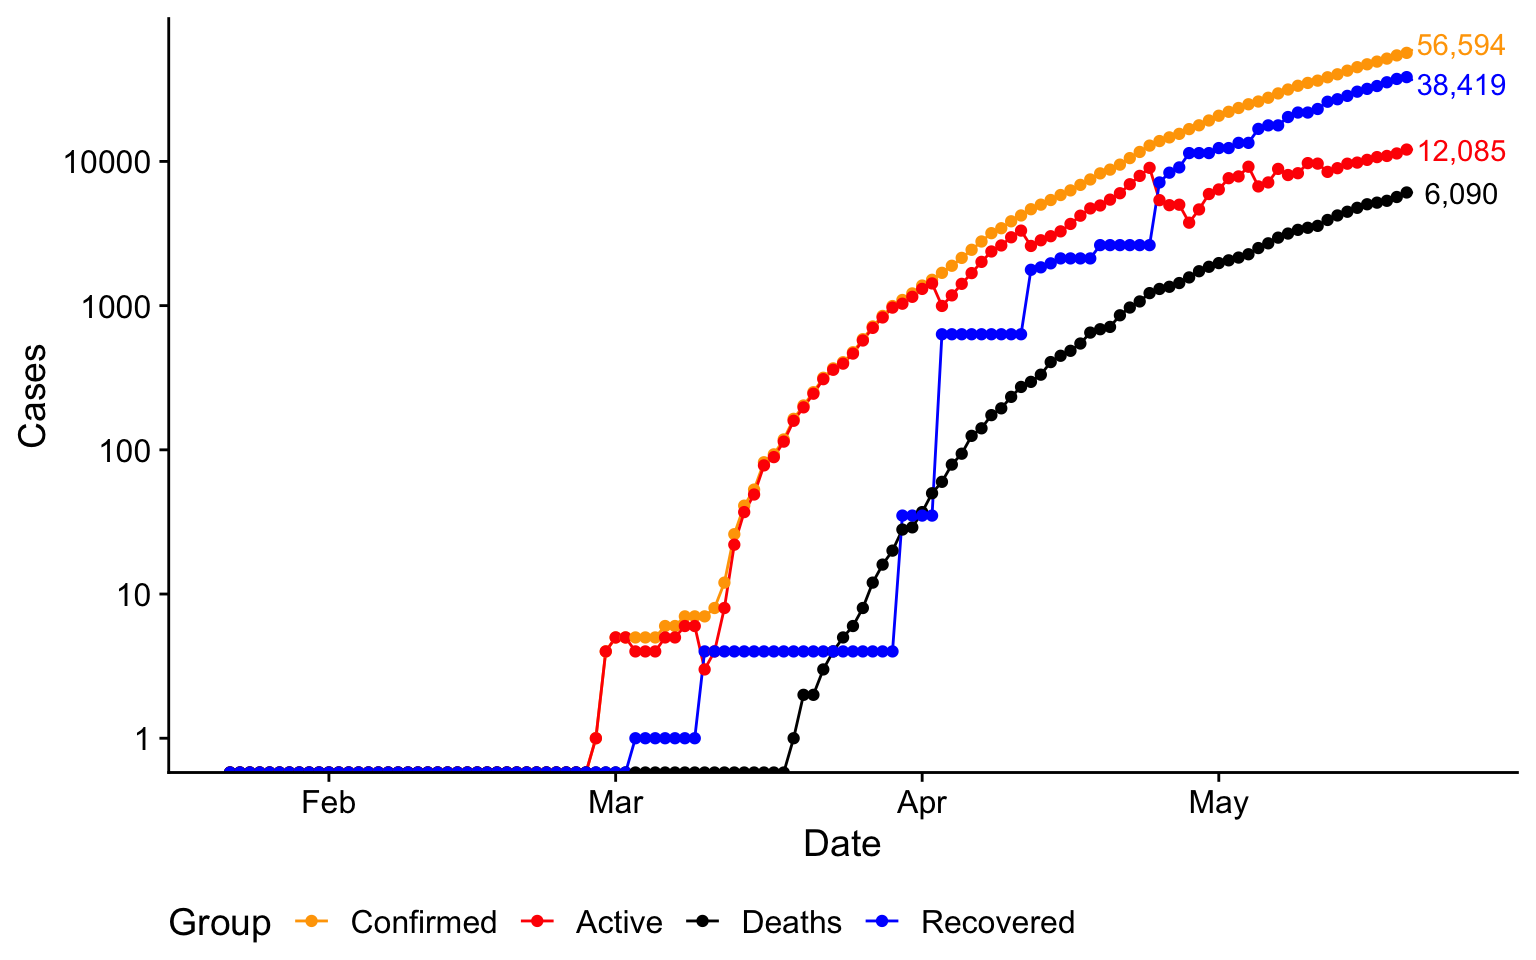 56,594
38,419
10000
12,085
6,090
1000
Cases
100
10
1
Feb Mar Apr May
Date
Group Confirmed Active Deaths Recovered